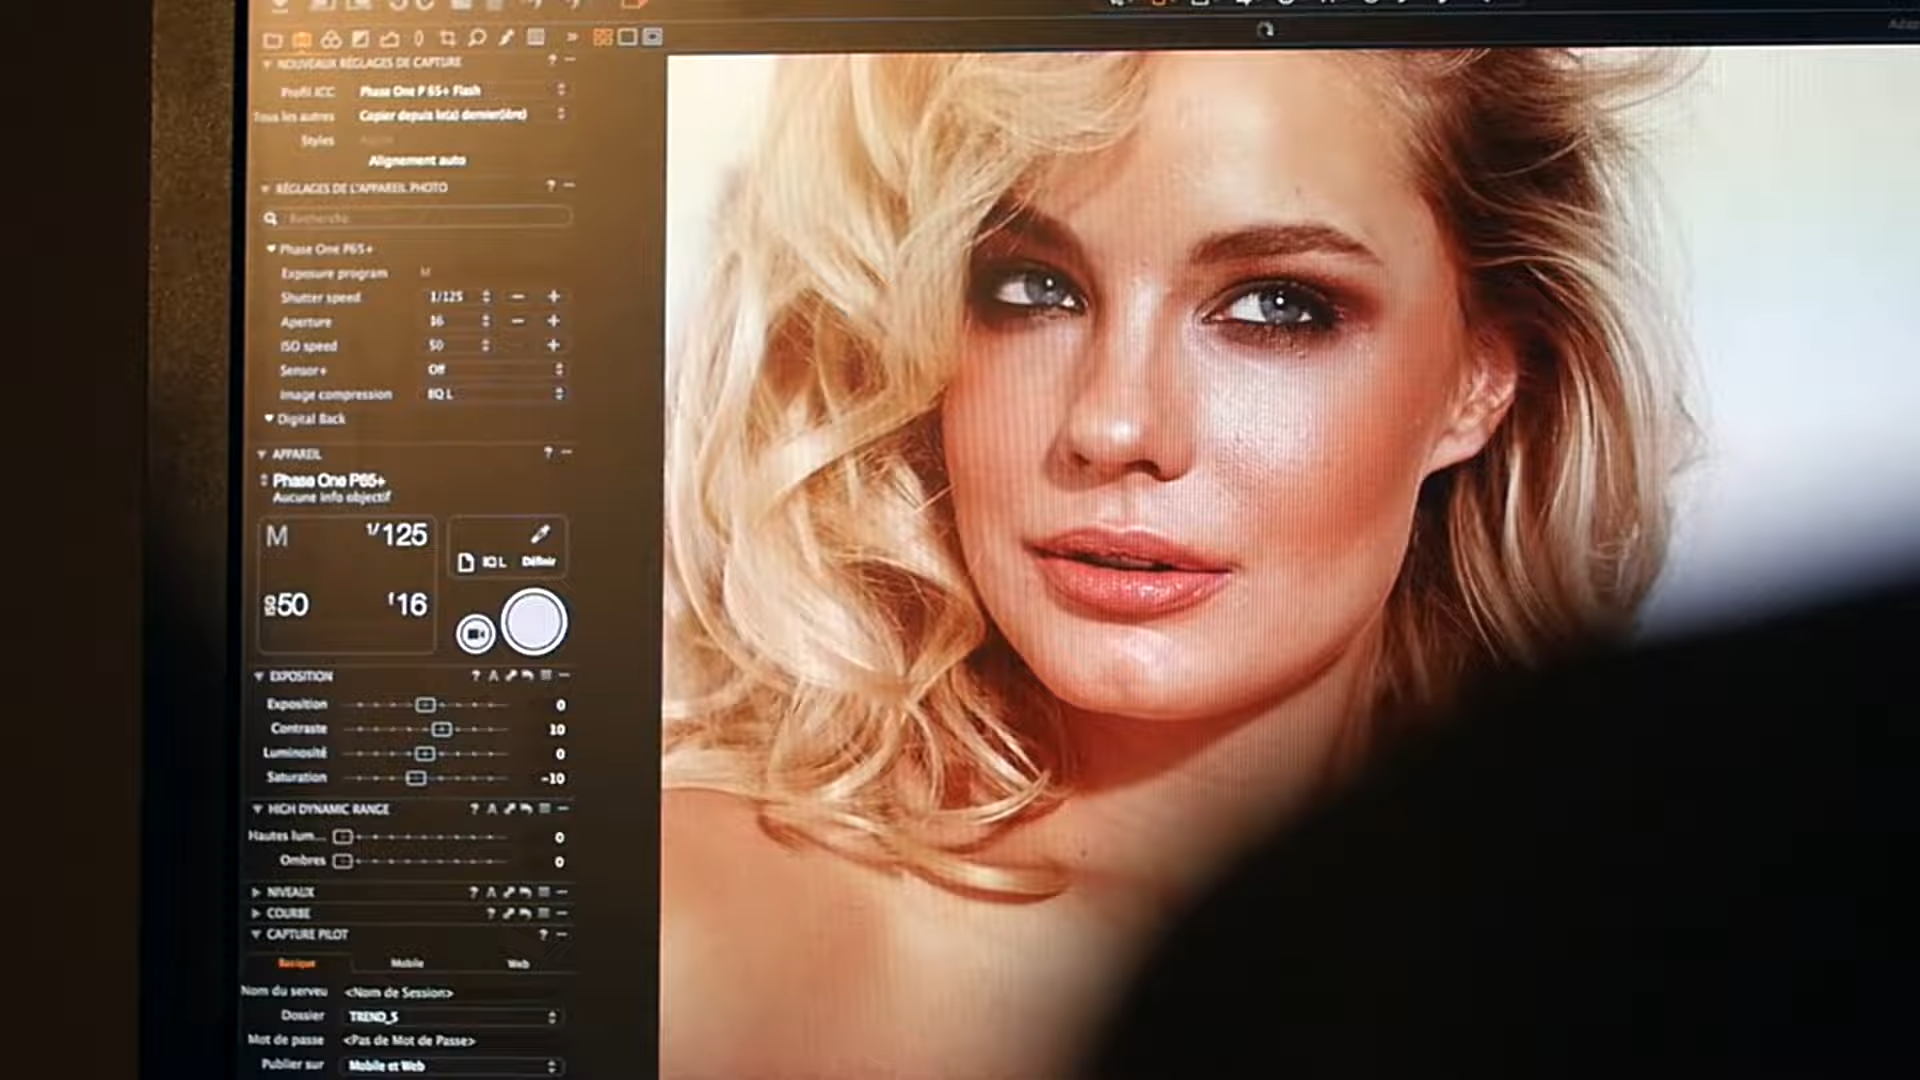 NOUVEAUX RÉGLAGES DE CAPTURE ? −
Profil ICC Phase One P 65+ Flash
Tous les autres Copier depuis le(a) dernier(ière)
Styles
Alignement auto
RÉGLAGES DE L'APPAREIL PHOTO ? −
Recherche
Phase One P65+
Exposure program M
Shutter speed 1/125 − +
Aperture 16 − +
ISO speed 50 +
Sensor+ Off
Image compression IIQ L
Digital Back
APPAREIL ? −
Phase One P65+
Aucune info objectif
M 1/125
IIQ L Définir
ISO 50 f16
EXPOSITION ? A
Exposition 0
Contraste 10
Luminosité 0
Saturation -10
HIGH DYNAMIC RANGE ? A
Hautes lum... 0
Ombres 0
NIVEAUX ? A
COURBE ?
CAPTURE PILOT ? −
Basique Mobile Web
Nom du serveu <Nom de Session>
Dossier TREND_5
Mot de passe <Pas de Mot de Passe>
Publier sur Mobile et Web